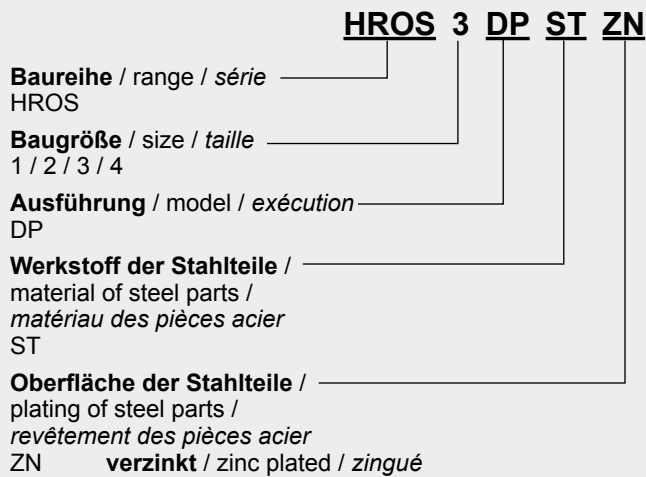 HROS 3 DP ST ZN
Baureihe / range / série
HROS
Baugröße / size / taille
1 / 2 / 3 / 4
Ausführung / model / exécution
DP
Werkstoff der Stahlteile /
material of steel parts /
matériau des pièces acier
ST
Oberfläche der Stahlteile /
plating of steel parts /
revêtement des pièces acier
ZN verzinkt / zinc plated / zingué